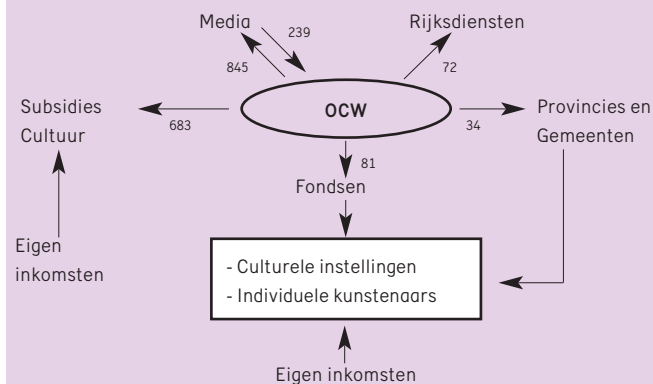 Media
239
Rijksdiensten
845
72
Subsidies
Cultuur
683
OCW
34
Provincies en
Gemeenten
81
Fondsen
Eigen
inkomsten
- Culturele instellingen
- Individuele kunstenaars
Eigen inkomsten